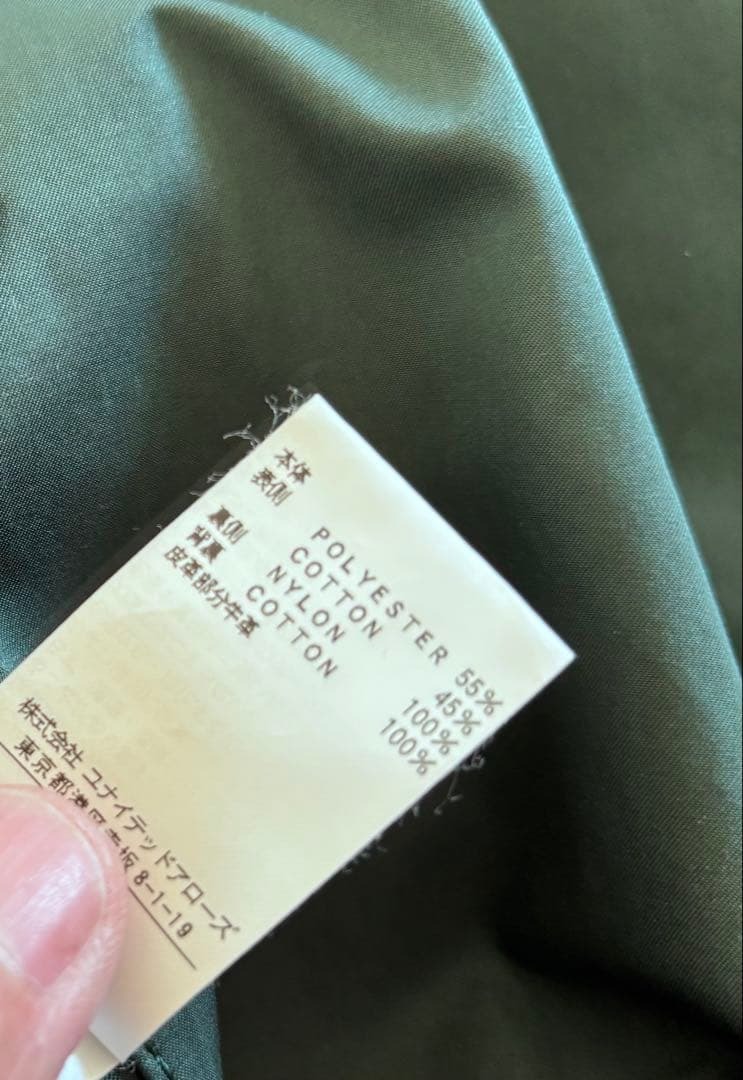 本体
表側 POLYESTER 55%
COTTON 45%
裏側 NYLON 100%
背裏 COTTON 100%
皮革部分牛革
株式会社 ユナイテッドアローズ
東京都港区赤坂 8-1-19